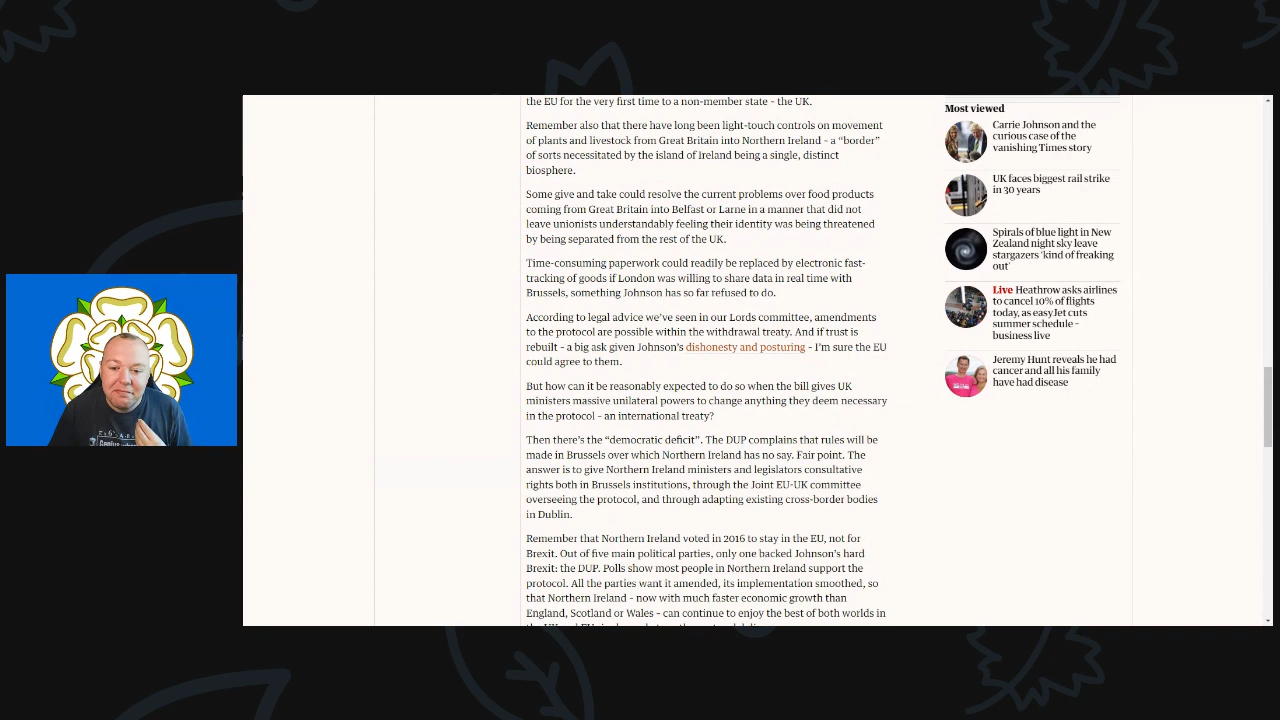 the EU for the very first time to a non-member state – the UK.
Remember also that there have long been light-touch controls on movement
of plants and livestock from Great Britain into Northern Ireland – a “border”
of sorts necessitated by the island of Ireland being a single, distinct
biosphere.
Some give and take could resolve the current problems over food products
coming from Great Britain into Belfast or Larne in a manner that did not
leave unionists understandably feeling their identity was being threatened
by being separated from the rest of the UK.
Time-consuming paperwork could readily be replaced by electronic fast-
tracking of goods if London was willing to share data in real time with
Brussels, something Johnson has so far refused to do.
According to legal advice we’ve seen in our Lords committee, amendments
to the protocol are possible within the withdrawal treaty. And if trust is
rebuilt – a big ask given Johnson’s dishonesty and posturing – I’m sure the EU
could agree to them.
But how can it be reasonably expected to do so when the bill gives UK
ministers massive unilateral powers to change anything they deem necessary
in the protocol – an international treaty?
Then there’s the “democratic deficit”. The DUP complains that rules will be
made in Brussels over which Northern Ireland has no say. Fair point. The
answer is to give Northern Ireland ministers and legislators consultative
rights both in Brussels institutions, through the Joint EU-UK committee
overseeing the protocol, and through adapting existing cross-border bodies
in Dublin.
Remember that Northern Ireland voted in 2016 to stay in the EU, not for
Brexit. Out of five main political parties, only one backed Johnson’s hard
Brexit: the DUP. Polls show most people in Northern Ireland support the
protocol. All the parties want it amended, its implementation smoothed, so
that Northern Ireland – now with much faster economic growth than
England, Scotland or Wales – can continue to enjoy the best of both worlds in
Most viewed
Carrie Johnson and the
curious case of the
vanishing Times story
UK faces biggest rail strike
in 30 years
Spirals of blue light in New
Zealand night sky leave
stargazers ‘kind of freaking
out’
Live Heathrow asks airlines
to cancel 10% of flights
today, as easyJet cuts
summer schedule –
business live
Jeremy Hunt reveals he had
cancer and all his family
have had disease